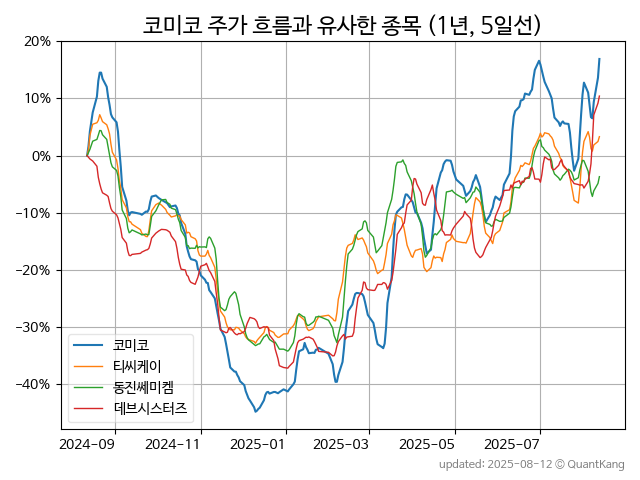 코미코 주가 흐름과 유사한 종목 (1년, 5일선)
20%
10%
0%
−10%
−20%
−30%
−40%
코미코
티씨케이
동진쎄미켐
데브시스터즈
2024-09 2024-11 2025-01 2025-03 2025-05 2025-07
updated: 2025-08-12 © QuantKang